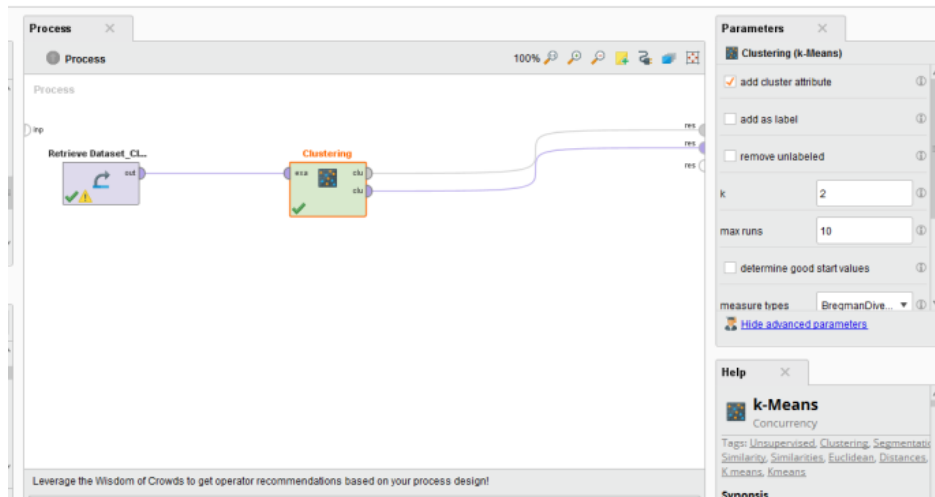 Process
Process
100%
Process
inp
Retrieve Dataset_CL...
out
Clustering
exa
clu
clu
res
res
res
Leverage the Wisdom of Crowds to get operator recommendations based on your process design!
Parameters
Clustering (k-Means)
add cluster attribute
add as label
remove unlabeled
k
2
max runs
10
determine good start values
measure types
BregmanDive...
Hide advanced parameters
Help
k-Means
Concurrency
Tags: Unsupervised, Clustering, Segmentatic
Similarity, Similarities, Euclidean, Distances,
K.means, Kmeans
Synopsis